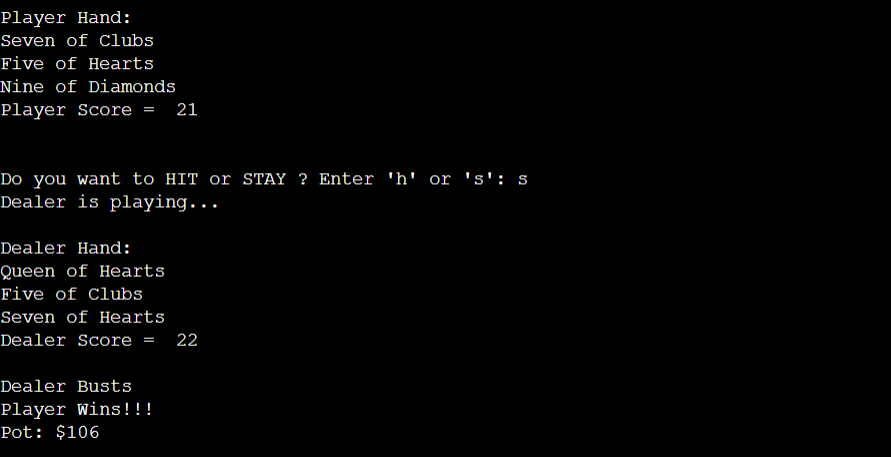 Player Hand:
Seven of Clubs
Five of Hearts
Nine of Diamonds
Player Score =  21
Do you want to HIT or STAY ? Enter 'h' or 's': s
Dealer is playing...
Dealer Hand:
Queen of Hearts
Five of Clubs
Seven of Hearts
Dealer Score =  22
Dealer Busts
Player Wins!!!
Pot: $106